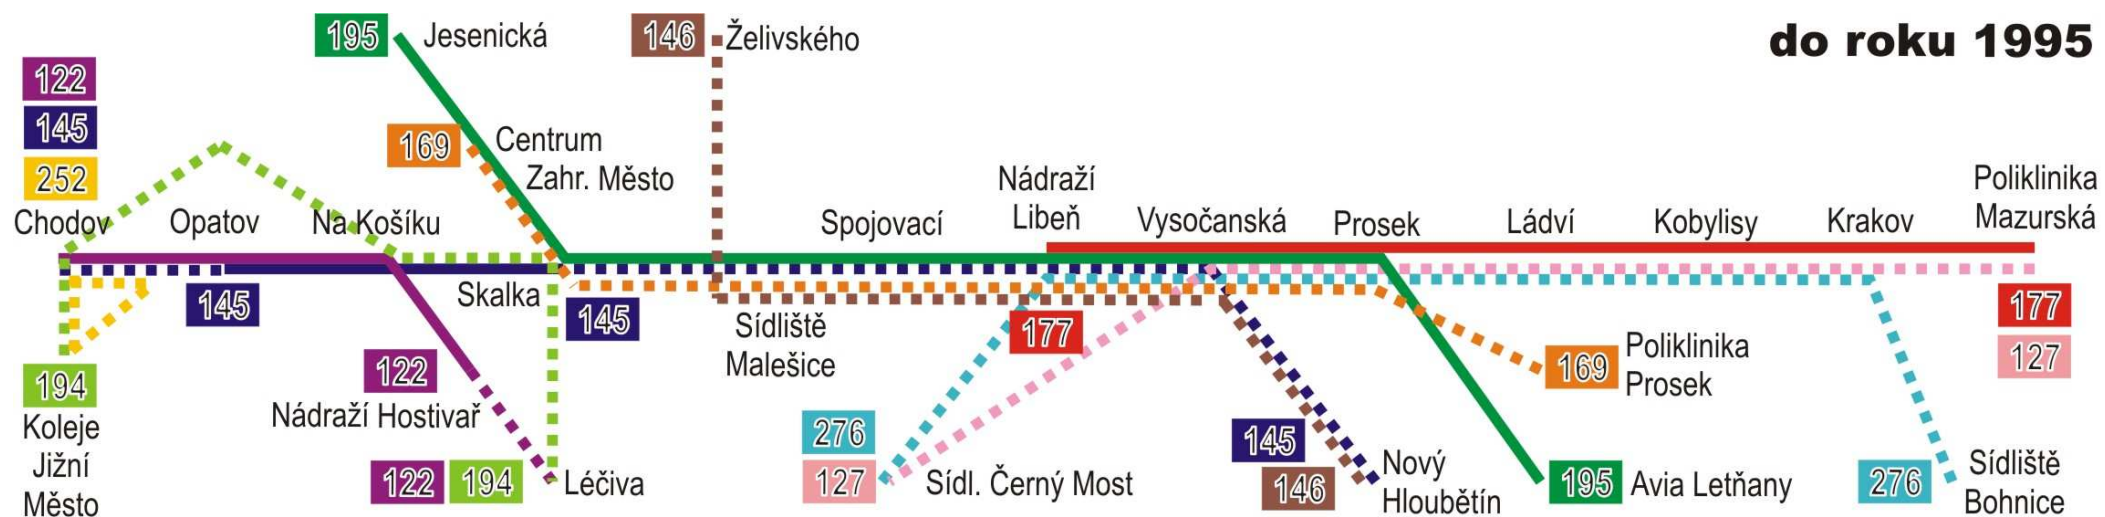 195
Jesenická
146
Želivského
do roku 1995
122
145
252
Chodov
Opatov
Na Košíku
169
Centrum
Zahr. Město
Spojovací
Nádraží
Libeň
Vysočanská
Prosek
Ládví
Kobylisy
Krakov
Poliklinika
Mazurská
145
Skalka
145
Sídliště
Malešice
177
177
127
194
Koleje
Jižní
Město
122
Nádraží Hostivař
122
194
Léčiva
276
127
Sídl. Černý Most
145
146
Nový
Hloubětín
169
Poliklinika
Prosek
195
Avia Letňany
276
Sídliště
Bohnice